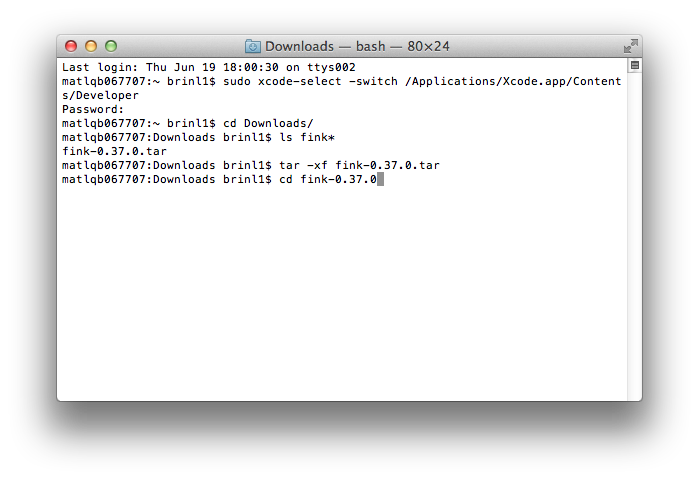 Downloads — bash — 80×24
Last login: Thu Jun 19 18:00:30 on ttys002
matlqb067707:~ brinl1$ sudo xcode-select -switch /Applications/Xcode.app/Content
s/Developer
Password:
matlqb067707:~ brinl1$ cd Downloads/
matlqb067707:Downloads brinl1$ ls fink*
fink-0.37.0.tar
matlqb067707:Downloads brinl1$ tar -xf fink-0.37.0.tar
matlqb067707:Downloads brinl1$ cd fink-0.37.0